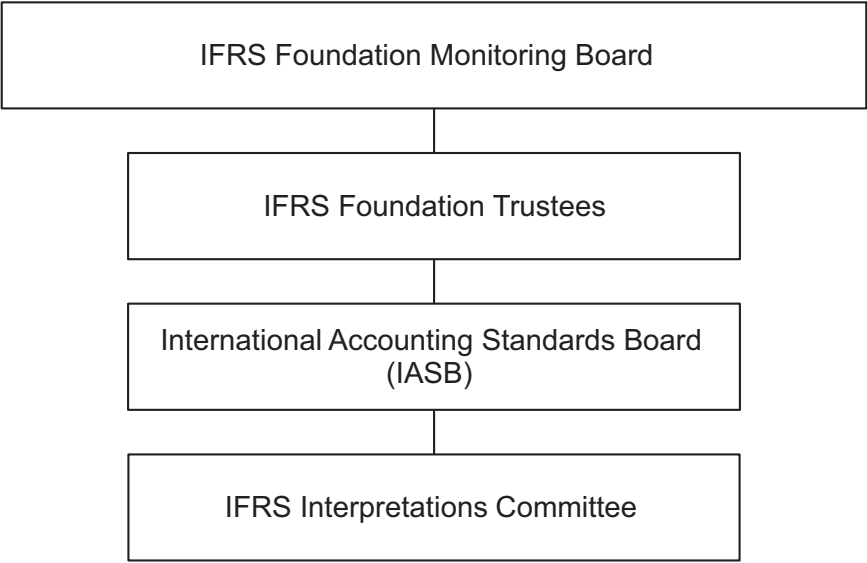 IFRS Foundation Monitoring Board
IFRS Foundation Trustees
International Accounting Standards Board
(IASB)
IFRS Interpretations Committee